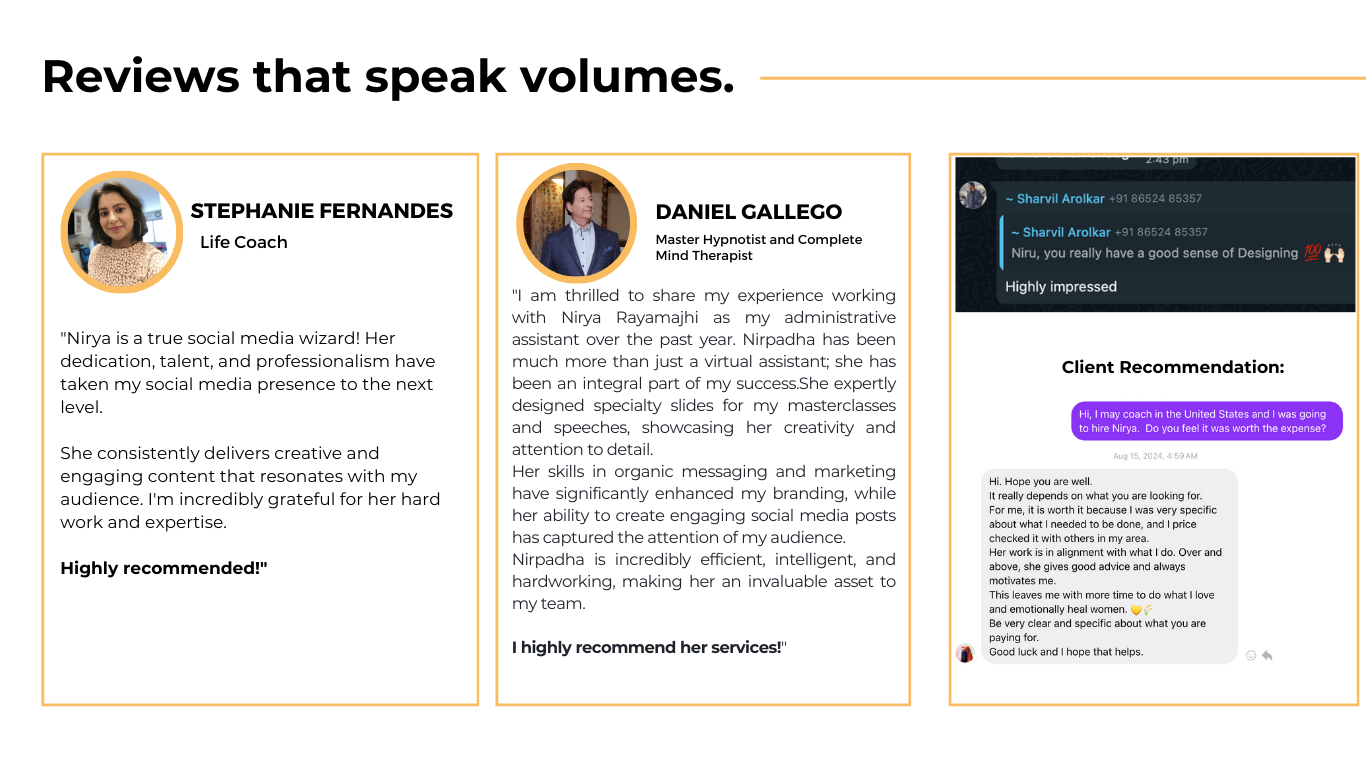 Reviews that speak volumes.
STEPHANIE FERNANDES
Life Coach
"Nirya is a true social media wizard! Her
dedication, talent, and professionalism have
taken my social media presence to the next
level.
She consistently delivers creative and
engaging content that resonates with my
audience. I'm incredibly grateful for her hard
work and expertise.
Highly recommended!"
DANIEL GALLEGO
Master Hypnotist and Complete
Mind Therapist
"I am thrilled to share my experience working
with Nirya Rayamajhi as my administrative
assistant over the past year. Nirpadha has been
much more than just a virtual assistant; she has
been an integral part of my success.She expertly
designed specialty slides for my masterclasses
and speeches, showcasing her creativity and
attention to detail.
Her skills in organic messaging and marketing
have significantly enhanced my branding, while
her ability to create engaging social media posts
has captured the attention of my audience.
Nirpadha is incredibly efficient, intelligent, and
hardworking, making her an invaluable asset to
my team.
I highly recommend her services!"
2:43 pm
~ Sharvil Arolkar +91 86524 85357
~ Sharvil Arolkar +91 86524 85357
Niru, you really have a good sense of Designing 💯🙌🏻
Highly impressed
Client Recommendation:
Hi, I may coach in the United States and I was going
to hire Nirya. Do you feel it was worth the expense?
Aug 15, 2024, 4:59 AM
Hi. Hope you are well.
It really depends on what you are looking for.
For me, it is worth it because I was very specific
about what I needed to be done, and I price
checked it with others in my area.
Her work is in alignment with what I do. Over and
above, she gives good advice and always
motivates me.
This leaves me with more time to do what I love
and emotionally heal women. 💛🌾
Be very clear and specific about what you are
paying for.
Good luck and I hope that helps.